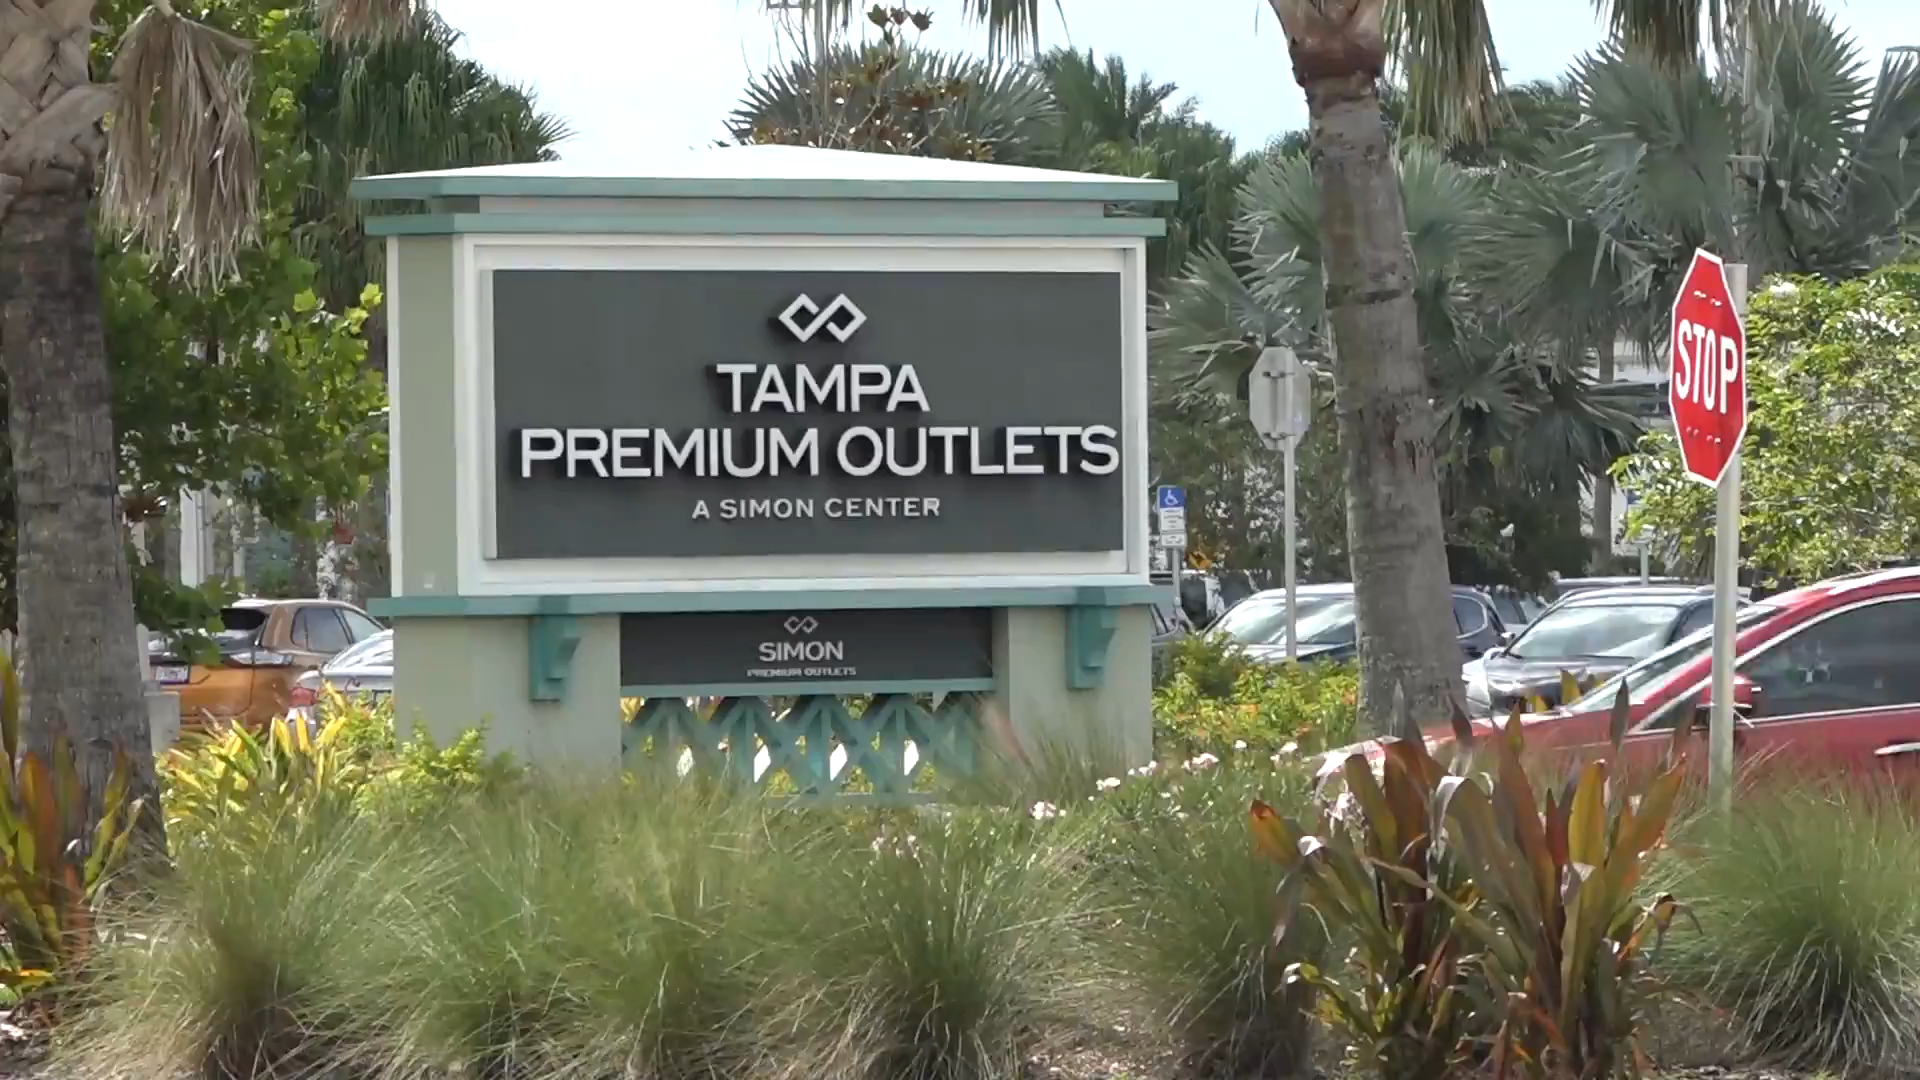 TAMPA
PREMIUM OUTLETS
A SIMON CENTER
SIMON
PREMIUM OUTLETS
STOP